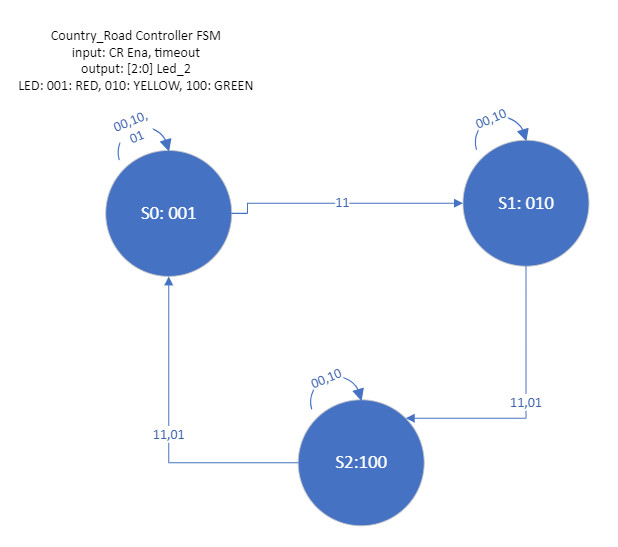 Country_Road Controller FSM
input: CR Ena, timeout
output: [2:0] Led_2
LED: 001: RED, 010: YELLOW, 100: GREEN
00,10,
01
00,10
S0: 001
11
S1: 010
00,10
11,01
11,01
S2:100